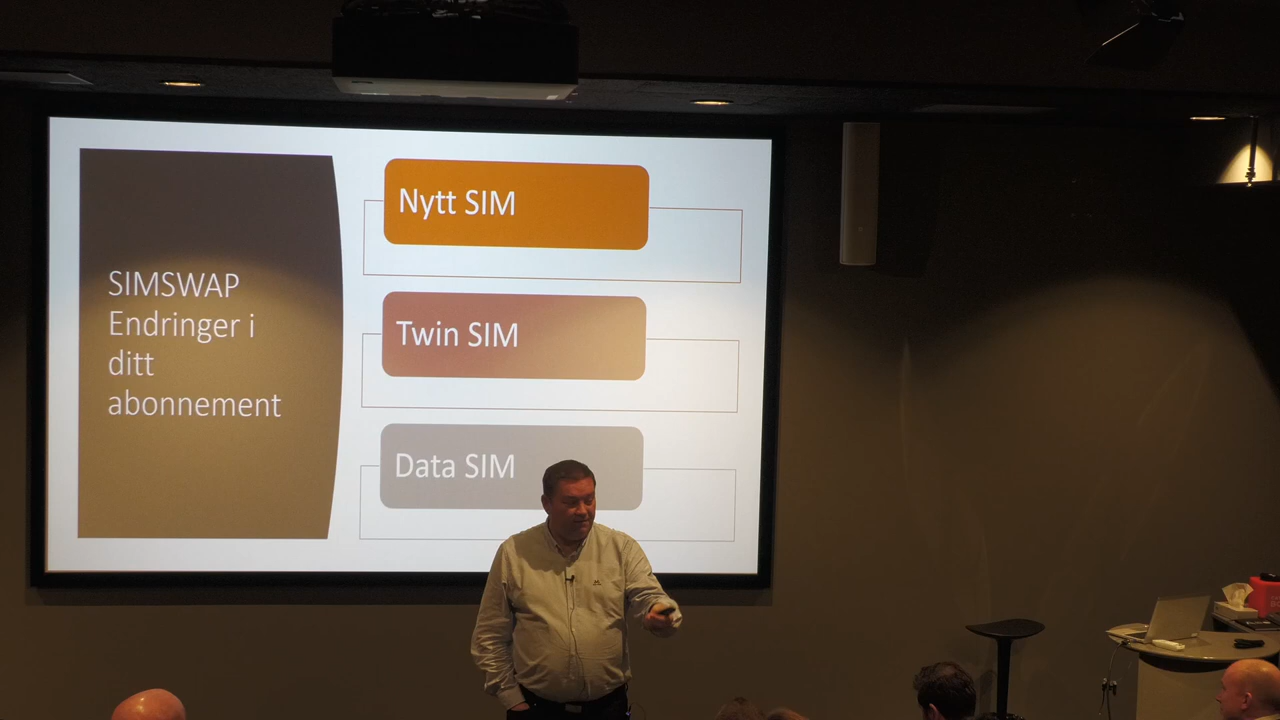 SIMSWAP
Endringer i
ditt
abonnement
Nytt SIM
Twin SIM
Data SIM